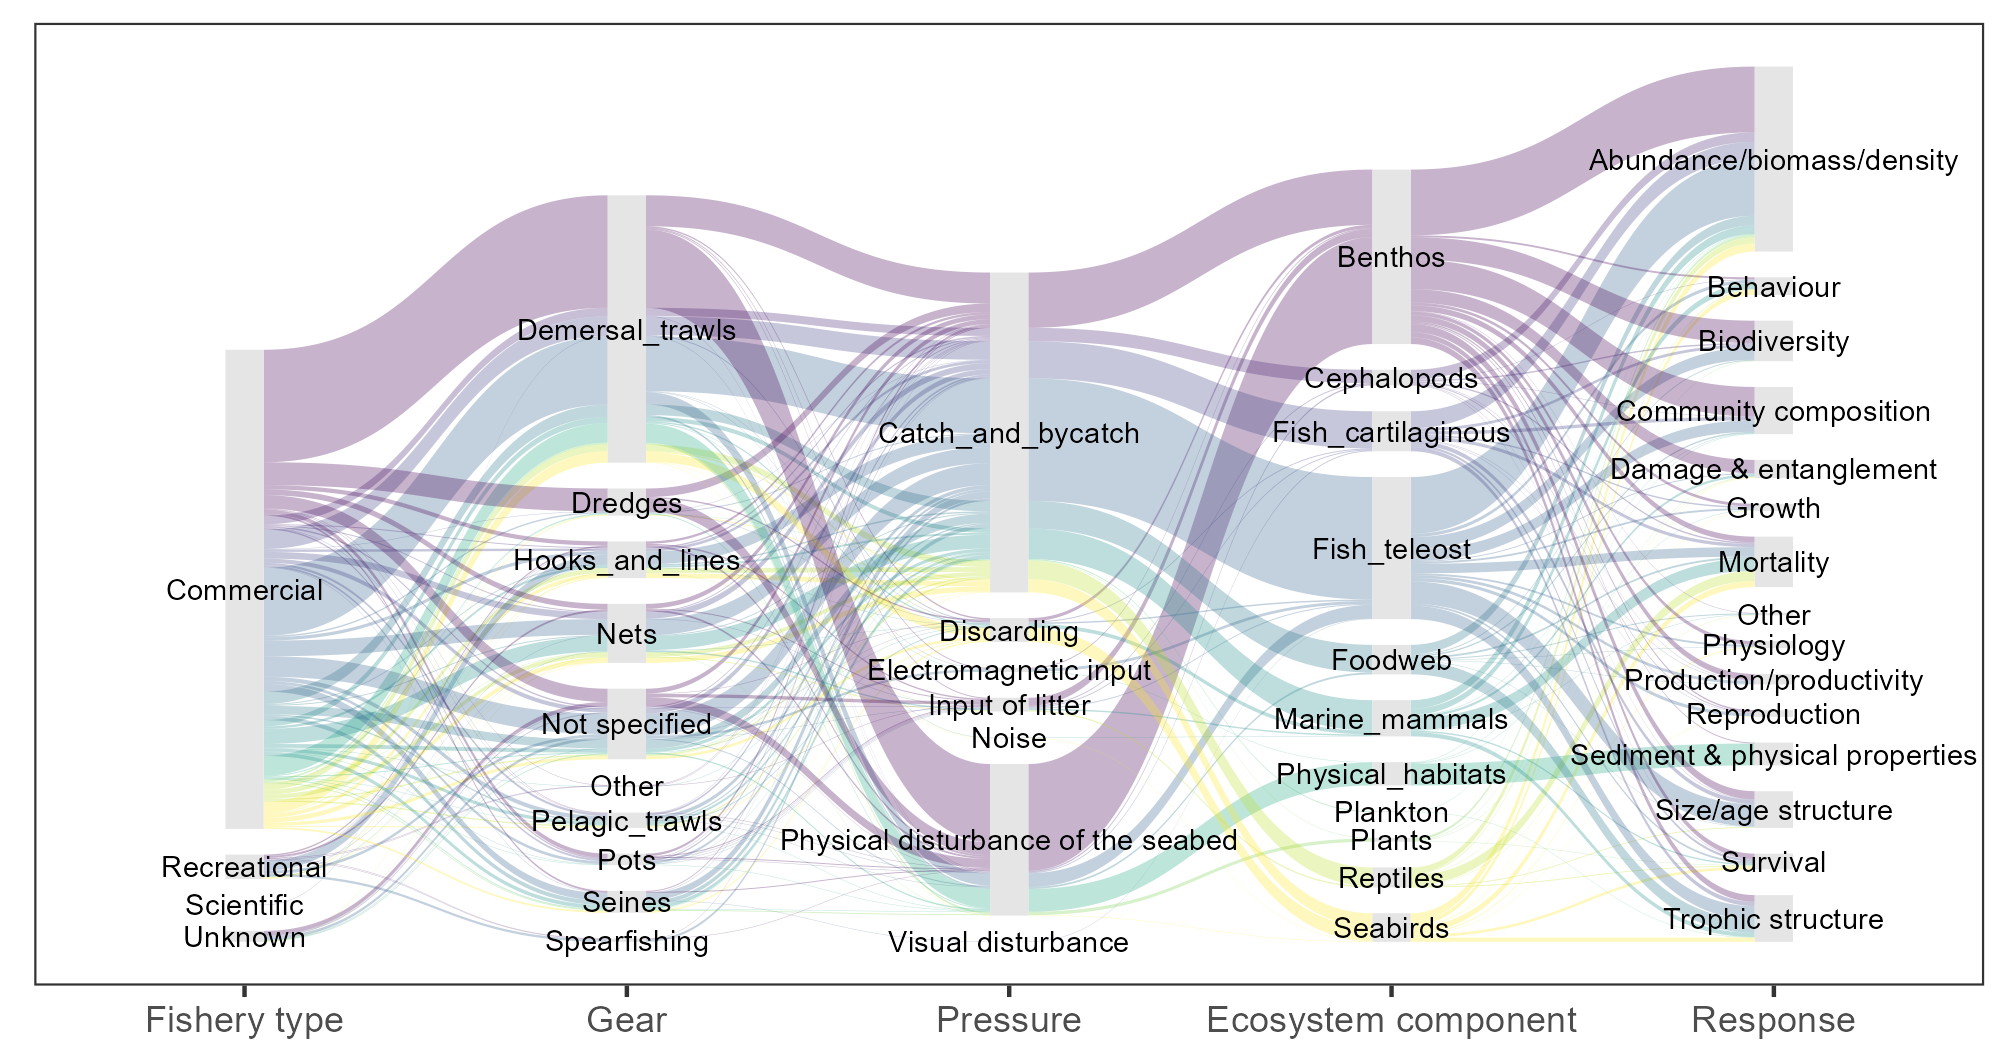 Commercial
Recreational
Scientific
Unknown
Demersal_trawls
Dredges
Hooks_and_lines
Nets
Not specified
Other
Pelagic_trawls
Pots
Seines
Spearfishing
Catch_and_bycatch
Discarding
Electromagnetic input
Input of litter
Noise
Physical disturbance of the seabed
Visual disturbance
Benthos
Cephalopods
Fish_cartilaginous
Fish_teleost
Foodweb
Marine_mammals
Physical_habitats
Plankton
Plants
Reptiles
Seabirds
Abundance/biomass/density
Behaviour
Biodiversity
Community composition
Damage & entanglement
Growth
Mortality
Other
Physiology
Production/productivity
Reproduction
Sediment & physical properties
Size/age structure
Survival
Trophic structure
Fishery type
Gear
Pressure
Ecosystem component
Response